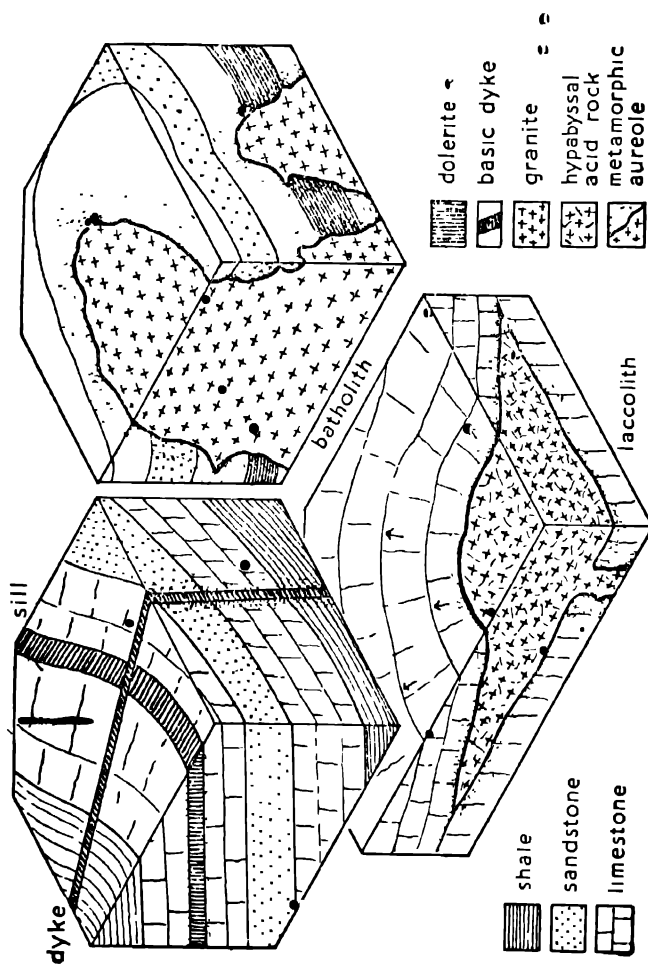 dyke
sill
batholith
laccolith
shale
sandstone
limestone
dolerite
basic dyke
granite
hypabyssal
acid rock
metamorphic
aureole